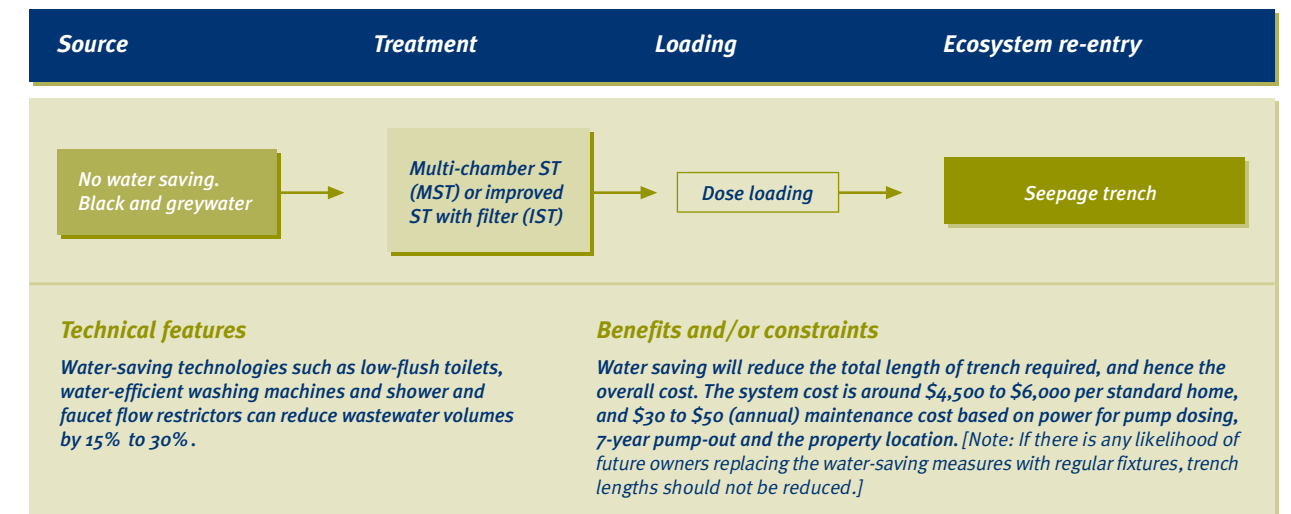 Source Treatment Loading Ecosystem re-entry
No water saving.
Black and greywater
Multi-chamber ST
(MST) or improved
ST with filter (IST)
Dose loading
Seepage trench
Technical features
Water-saving technologies such as low-flush toilets,
water-efficient washing machines and shower and
faucet flow restrictors can reduce wastewater volumes
by 15% to 30%.
Benefits and/or constraints
Water saving will reduce the total length of trench required, and hence the
overall cost. The system cost is around $4,500 to $6,000 per standard home,
and $30 to $50 (annual) maintenance cost based on power for pump dosing,
7-year pump-out and the property location. [Note: If there is any likelihood of
future owners replacing the water-saving measures with regular fixtures, trench
lengths should not be reduced.]